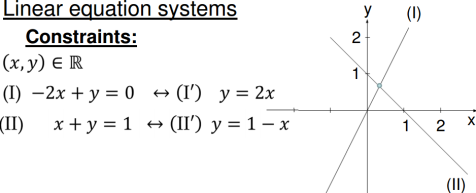 Linear equation systems
Constraints:
(x, y) ∈ ℝ
(I) −2x + y = 0 ↔ (I′) y = 2x
(II) x + y = 1 ↔ (II′) y = 1 − x
y
(I)
2
1
1 2 x
(II)